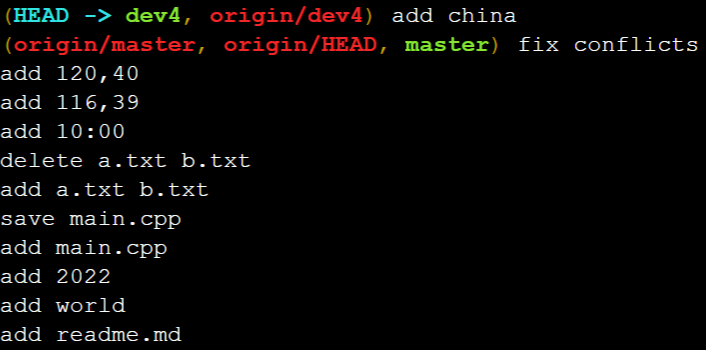 (HEAD -> dev4, origin/dev4) add china
(origin/master, origin/HEAD, master) fix conflicts
add 120,40
add 116,39
add 10:00
delete a.txt b.txt
add a.txt b.txt
save main.cpp
add main.cpp
add 2022
add world
add readme.md